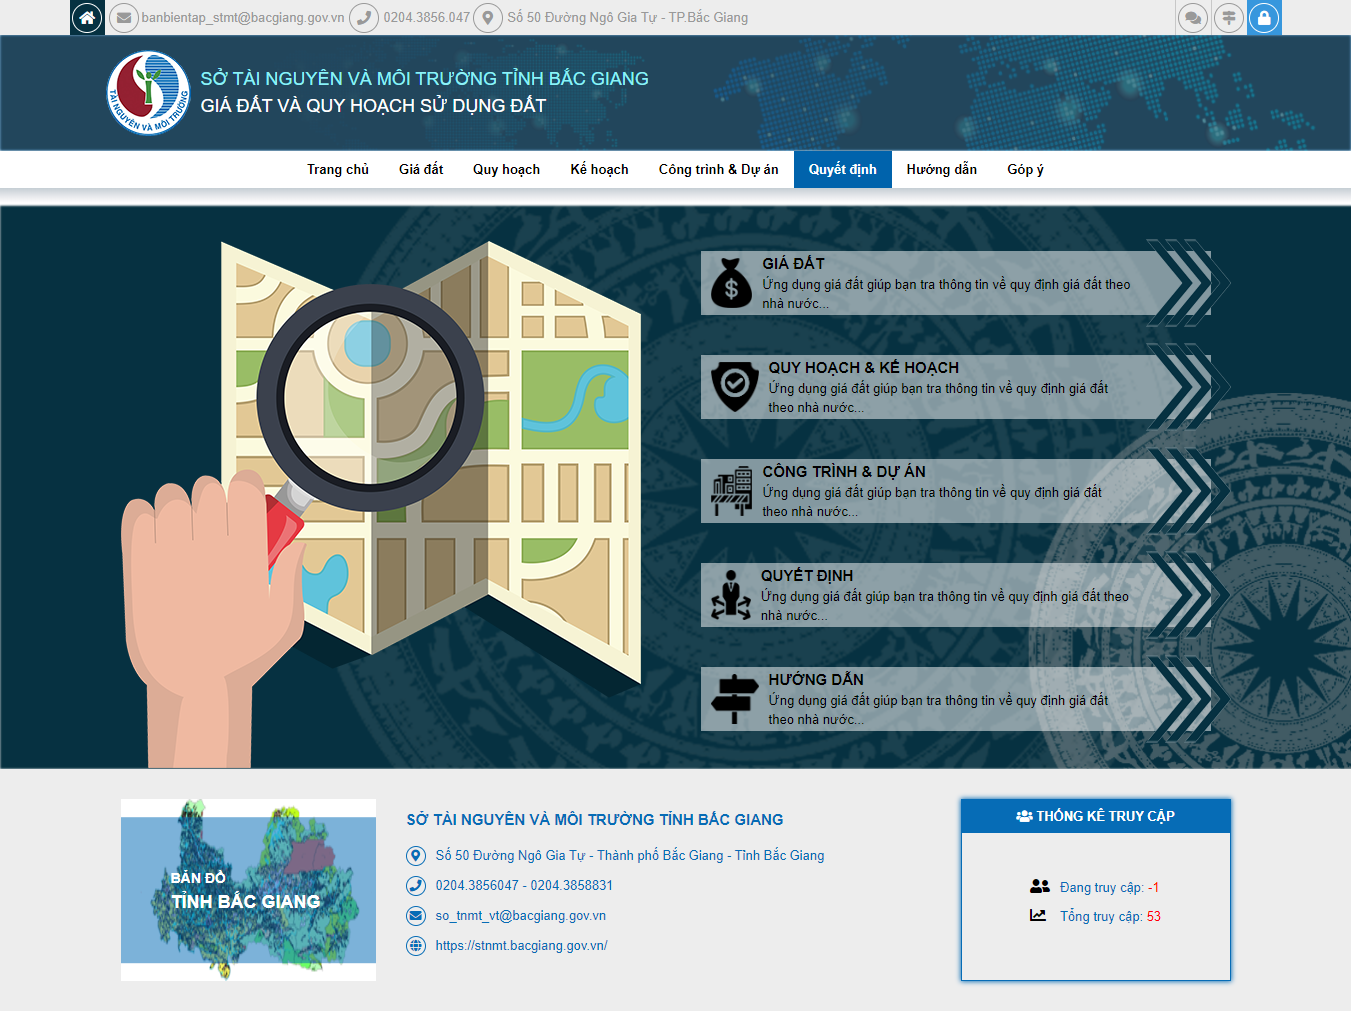 banbientap_stmt@bacgiang.gov.vn 0204.3856.047 Số 50 Đường Ngô Gia Tự - TP.Bắc Giang
TÀI NGUYÊN VÀ MÔI TRƯỜNG
SỞ TÀI NGUYÊN VÀ MÔI TRƯỜNG TỈNH BẮC GIANG
GIÁ ĐẤT VÀ QUY HOẠCH SỬ DỤNG ĐẤT
Trang chủ Giá đất Quy hoạch Kế hoạch Công trình & Dự án Quyết định Hướng dẫn Góp ý
GIÁ ĐẤT
Ứng dụng giá đất giúp bạn tra thông tin về quy định giá đất theo
nhà nước...
QUY HOẠCH & KẾ HOẠCH
Ứng dụng giá đất giúp bạn tra thông tin về quy định giá đất
theo nhà nước...
CÔNG TRÌNH & DỰ ÁN
Ứng dụng giá đất giúp bạn tra thông tin về quy định giá đất
theo nhà nước...
QUYẾT ĐỊNH
Ứng dụng giá đất giúp bạn tra thông tin về quy định giá đất theo
nhà nước...
HƯỚNG DẪN
Ứng dụng giá đất giúp bạn tra thông tin về quy định giá đất
theo nhà nước...
BẢN ĐỒ
TỈNH BẮC GIANG
SỞ TÀI NGUYÊN VÀ MÔI TRƯỜNG TỈNH BẮC GIANG
Số 50 Đường Ngô Gia Tự - Thành phố Bắc Giang - Tỉnh Bắc Giang
0204.3856047 - 0204.3858831
so_tnmt_vt@bacgiang.gov.vn
https://stnmt.bacgiang.gov.vn/
THỐNG KÊ TRUY CẬP
Đang truy cập: -1
Tổng truy cập: 53